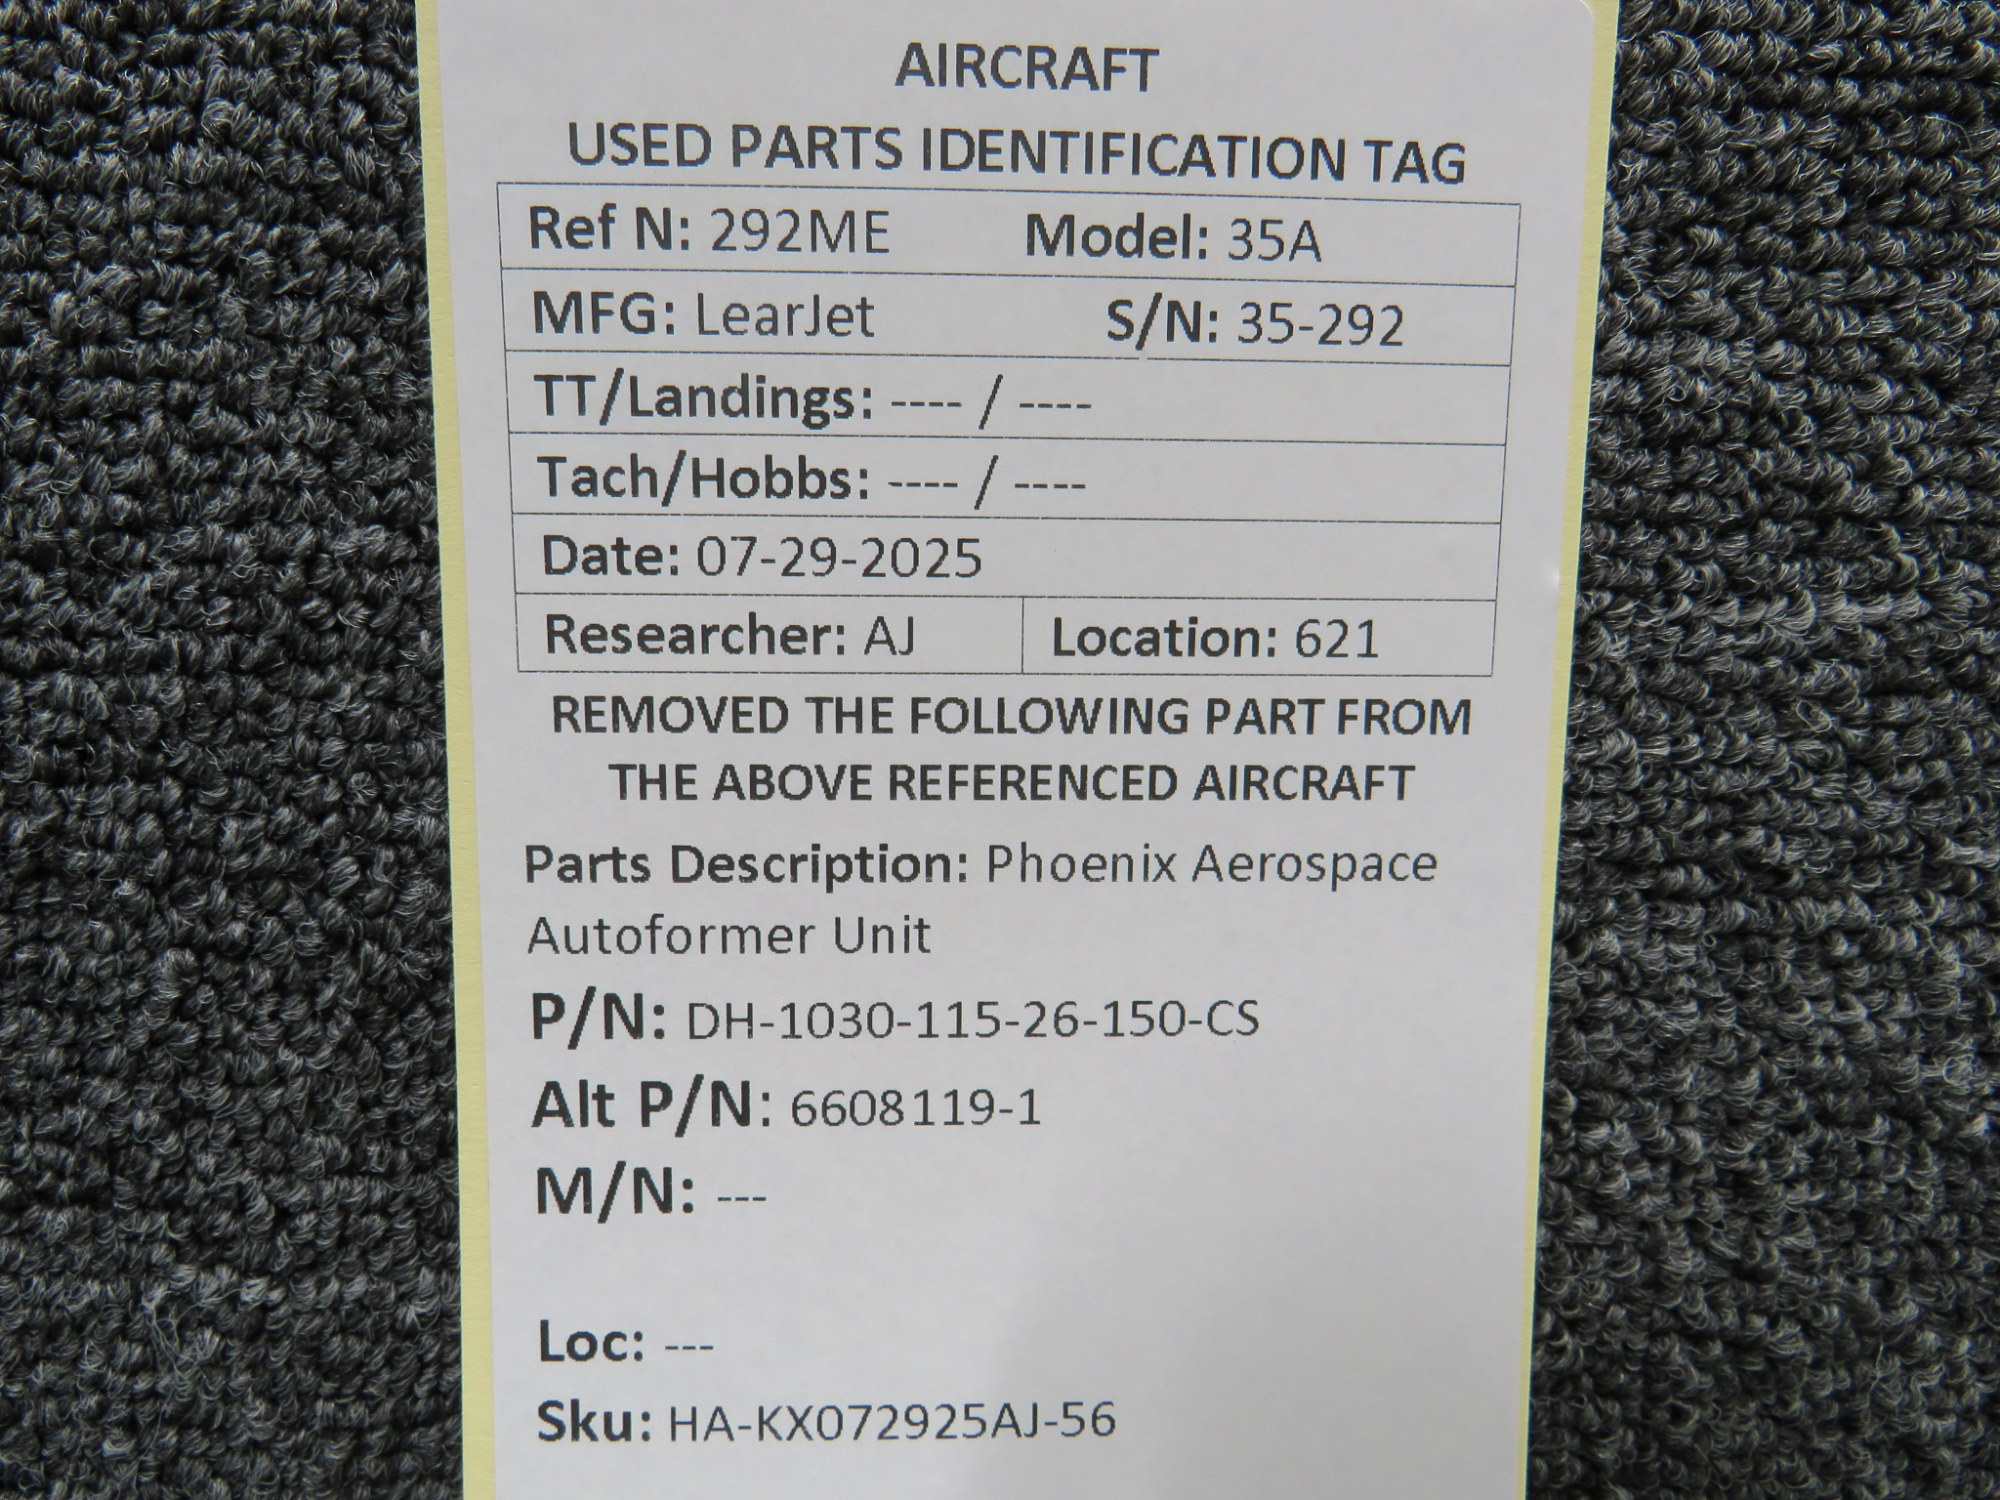 AIRCRAFT
USED PARTS IDENTIFICATION TAG
Ref N: 292ME Model: 35A
MFG: LearJet S/N: 35-292
TT/Landings: ---- / ----
Tach/Hobbs: ---- / ----
Date: 07-29-2025
Researcher: AJ Location: 621
REMOVED THE FOLLOWING PART FROM
THE ABOVE REFERENCED AIRCRAFT
Parts Description: Phoenix Aerospace
Autoformer Unit
P/N: DH-1030-115-26-150-CS
Alt P/N: 6608119-1
M/N: ---
Loc: ---
Sku: HA-KX072925AJ-56